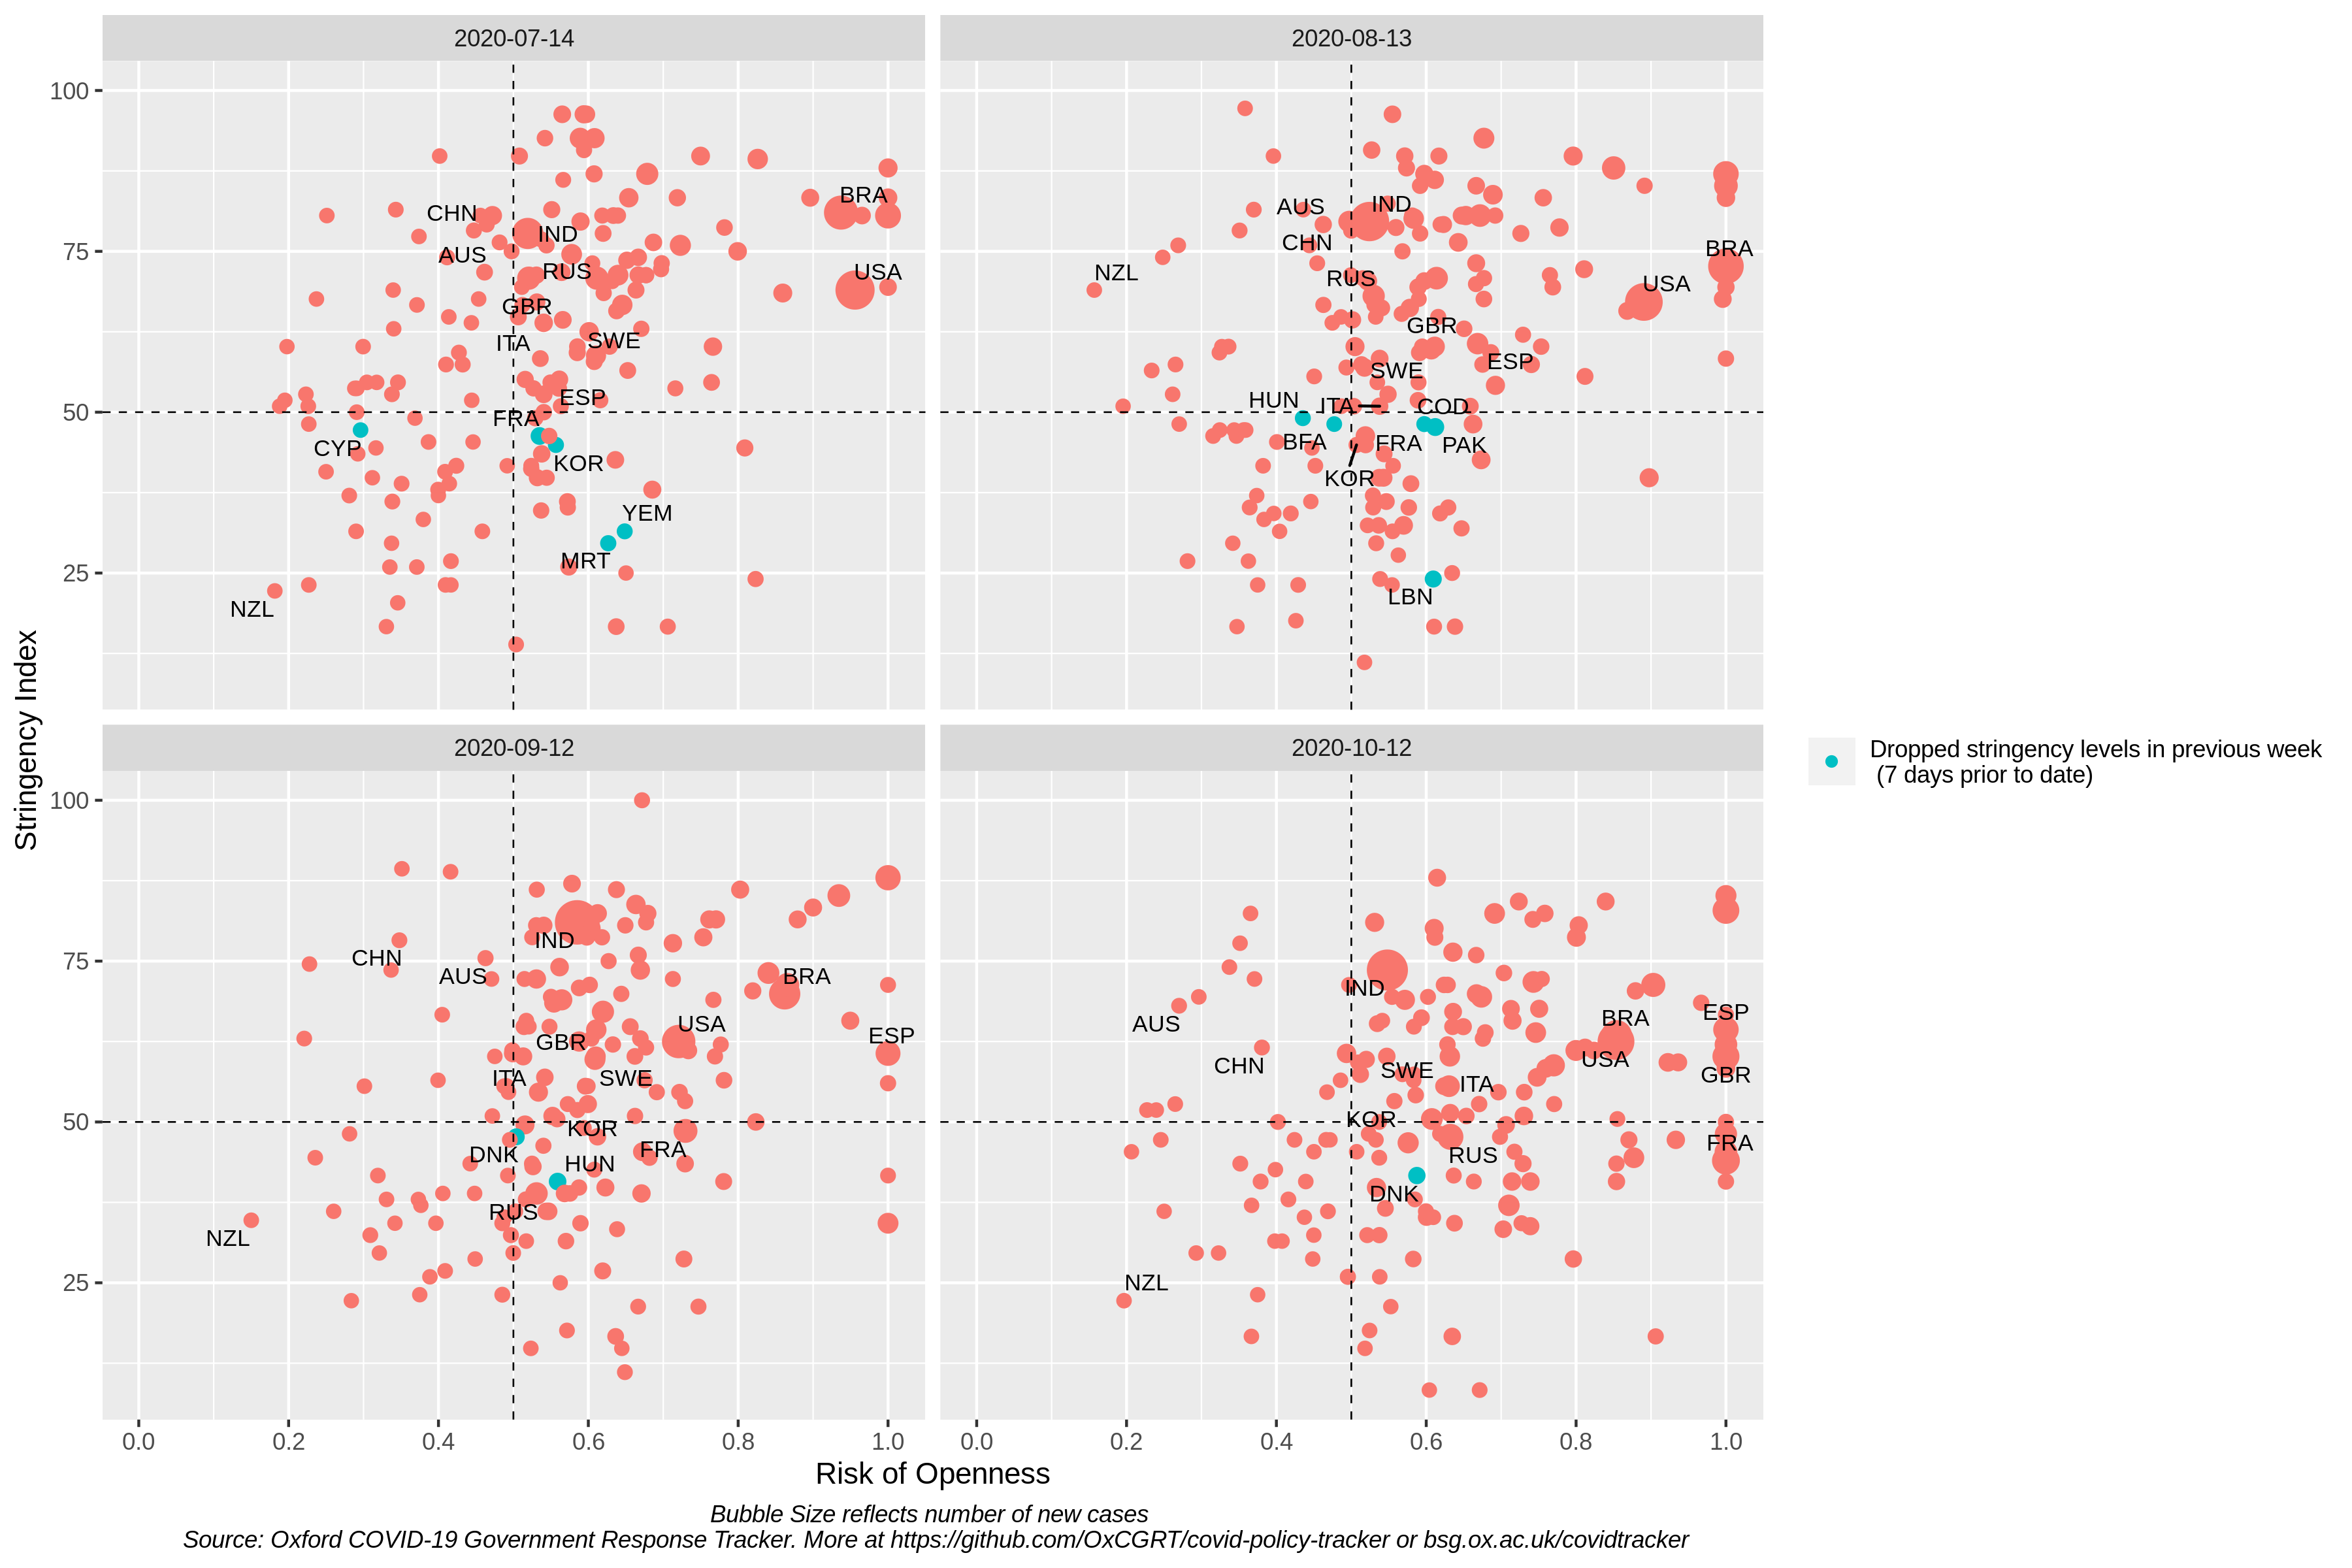 2020-07-14
2020-08-13
100
75
50
25
CHN
AUS
IND
RUS
GBR
ITA
SWE
ESP
FRA
KOR
CYP
YEM
MRT
NZL
BRA
USA
AUS
IND
CHN
NZL
RUS
BRA
USA
GBR
ESP
SWE
HUN
ITA
COD
BFA
FRA
PAK
KOR
LBN
Stringency Index
2020-09-12
2020-10-12
100
75
50
25
CHN
AUS
IND
BRA
USA
ESP
GBR
ITA
SWE
KOR
DNK
FRA
HUN
RUS
NZL
IND
AUS
CHN
ESP
BRA
USA
GBR
SWE
ITA
KOR
RUS
FRA
DNK
NZL
Dropped stringency levels in previous week
(7 days prior to date)
0.0 0.2 0.4 0.6 0.8 1.0
0.0 0.2 0.4 0.6 0.8 1.0
Risk of Openness
Bubble Size reflects number of new cases
Source: Oxford COVID-19 Government Response Tracker. More at https://github.com/OxCGRT/covid-policy-tracker or bsg.ox.ac.uk/covidtracker